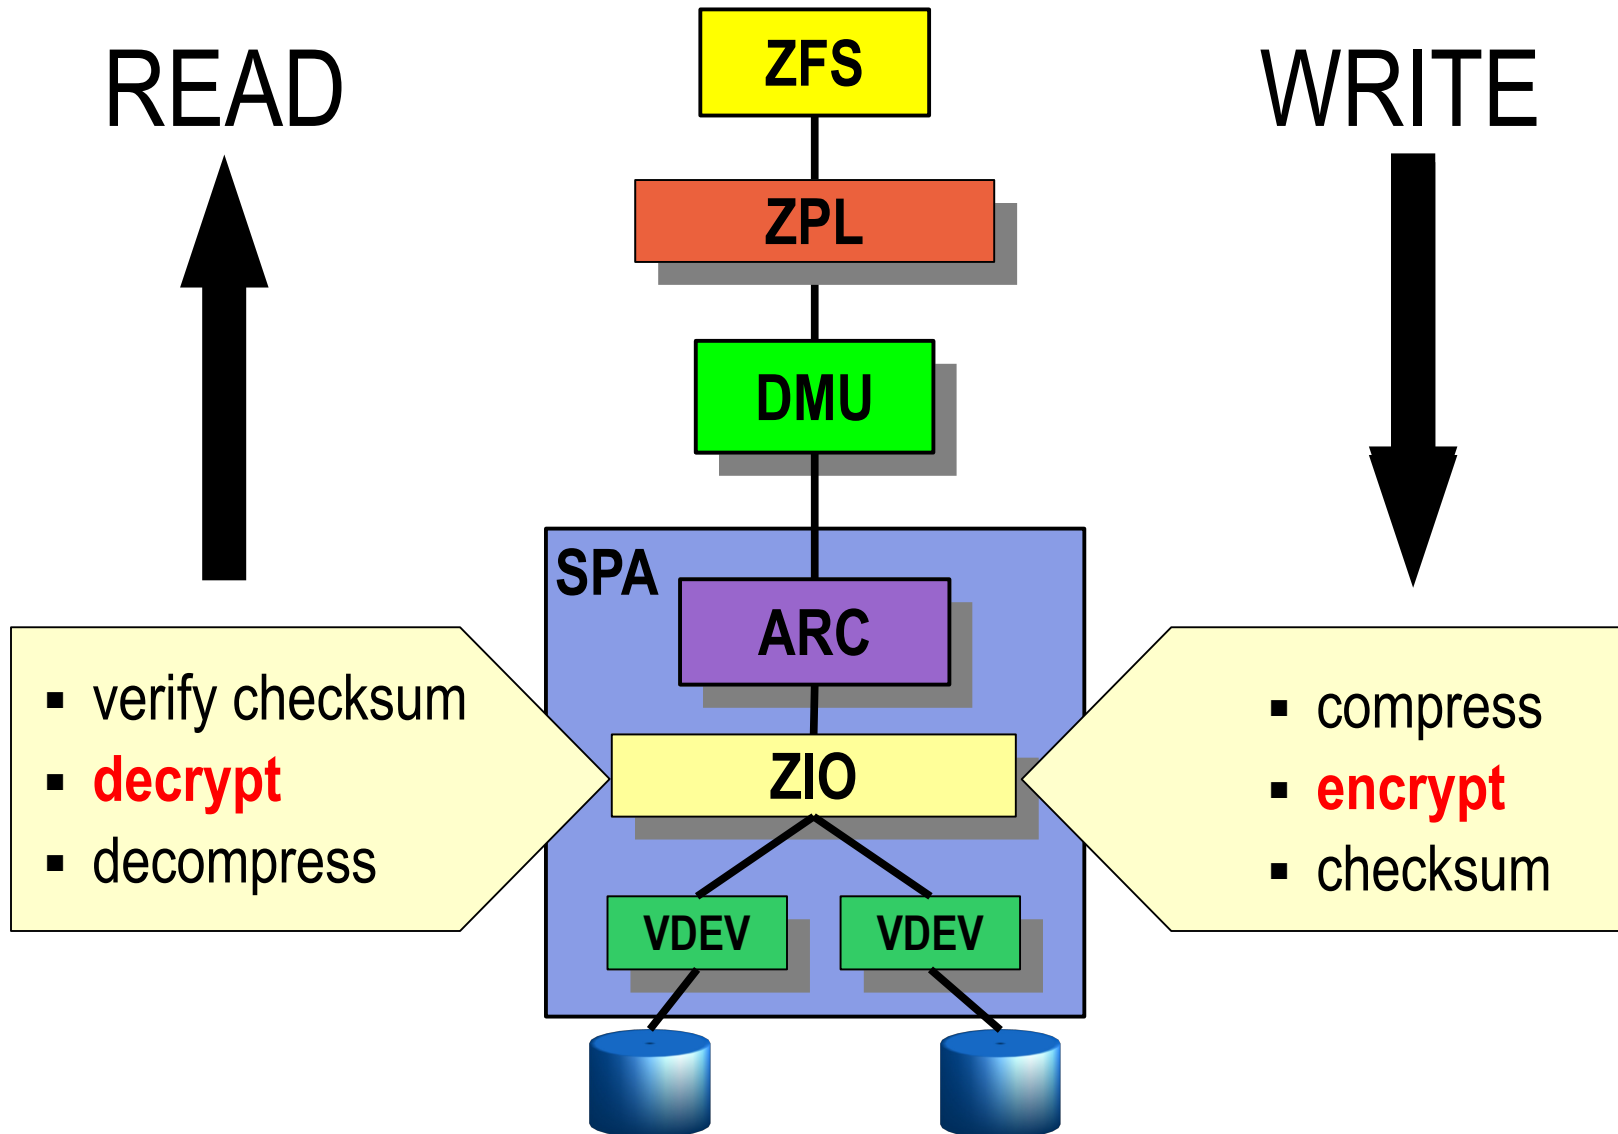 READ
ZFS
WRITE
ZPL
DMU
SPA
ARC
▪ verify checksum
▪ decrypt
▪ decompress
ZIO
▪ compress
▪ encrypt
▪ checksum
VDEV
VDEV